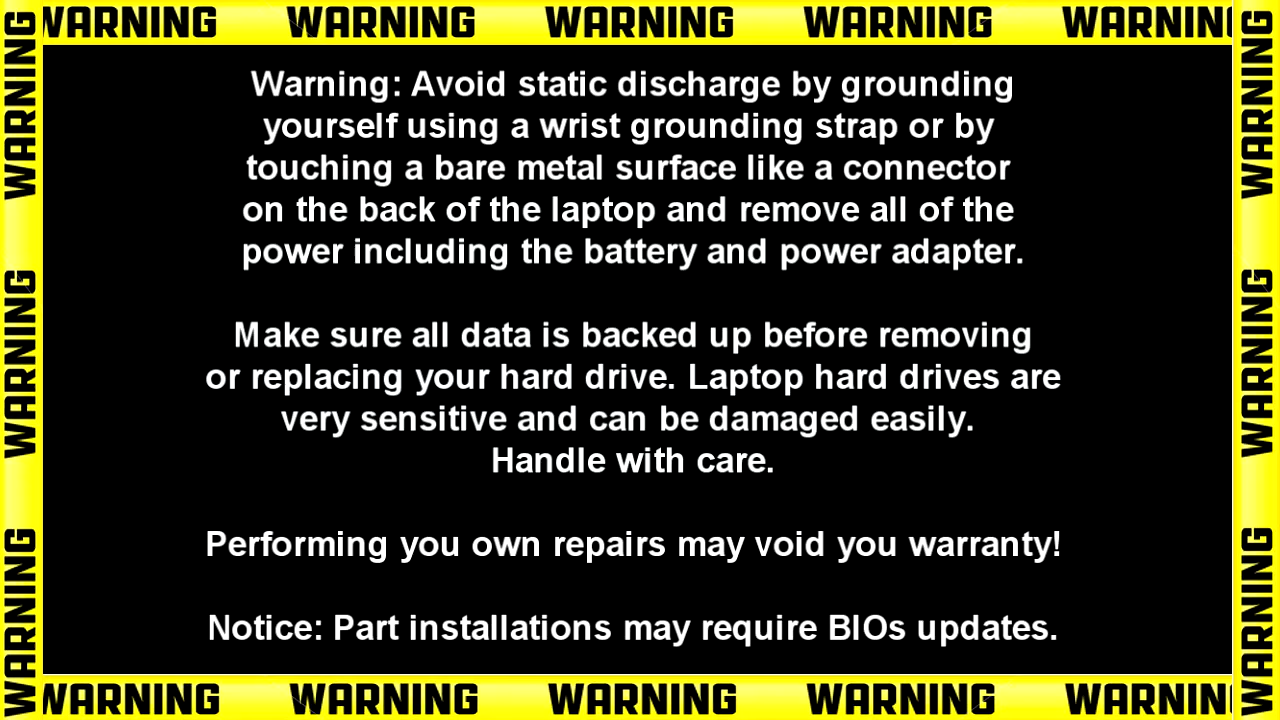 WARNING WARNING WARNING WARNING WARNING
WARNING
WARNING
WARNING
Warning: Avoid static discharge by grounding
yourself using a wrist grounding strap or by
touching a bare metal surface like a connector
on the back of the laptop and remove all of the
power including the battery and power adapter.
Make sure all data is backed up before removing
or replacing your hard drive. Laptop hard drives are
very sensitive and can be damaged easily.
Handle with care.
Performing you own repairs may void you warranty!
Notice: Part installations may require BIOs updates.
WARNING
WARNING
WARNING
WARNING WARNING WARNING WARNING WARNING